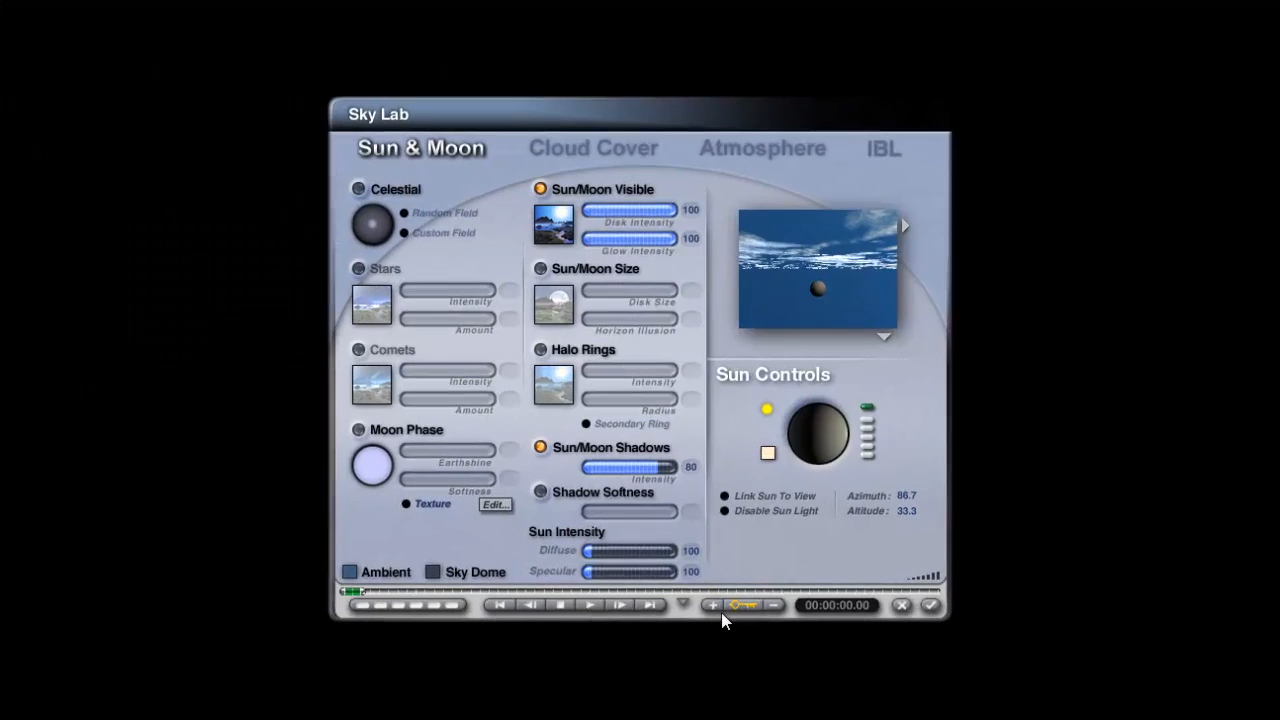 Sky Lab
Sun & Moon Cloud Cover Atmosphere IBL
Celestial
Random Field
Custom Field
Stars
Intensity
Amount
Comets
Intensity
Amount
Moon Phase
Earthshine
Softness
Texture Edit...
Ambient Sky Dome
Sun/Moon Visible
100
Disk Intensity
100
Glow Intensity
Sun/Moon Size
Disk Size
Horizon Illusion
Halo Rings
Intensity
Radius
Secondary Ring
Sun/Moon Shadows
80
Intensity
Shadow Softness
Sun Intensity
Diffuse 100
Specular 100
Sun Controls
Link Sun To View
Disable Sun Light
Azimuth: 86.7
Altitude: 33.3
00:00:00.00